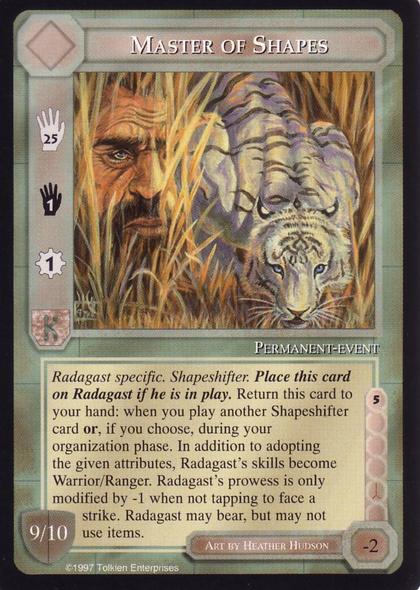 MASTER OF SHAPES
25
1
1
PERMANENT-EVENT
Radagast specific. Shapeshifter. Place this card
on Radagast if he is in play. Return this card to
your hand: when you play another Shapeshifter
card or, if you choose, during your
organization phase. In addition to adopting
the given attributes, Radagast's skills become
Warrior/Ranger. Radagast's prowess is only
modified by -1 when not tapping to face a
strike. Radagast may bear, but may not
use items.
5
9/10
ART BY HEATHER HUDSON
-2
©1997 Tolkien Enterprises